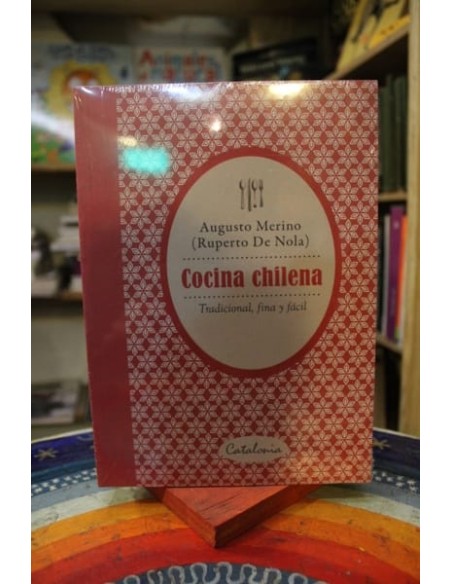 Augusto Merino
(Ruperto De Nola)
Cocina chilena
Tradicional, fina y fácil
Catalonia